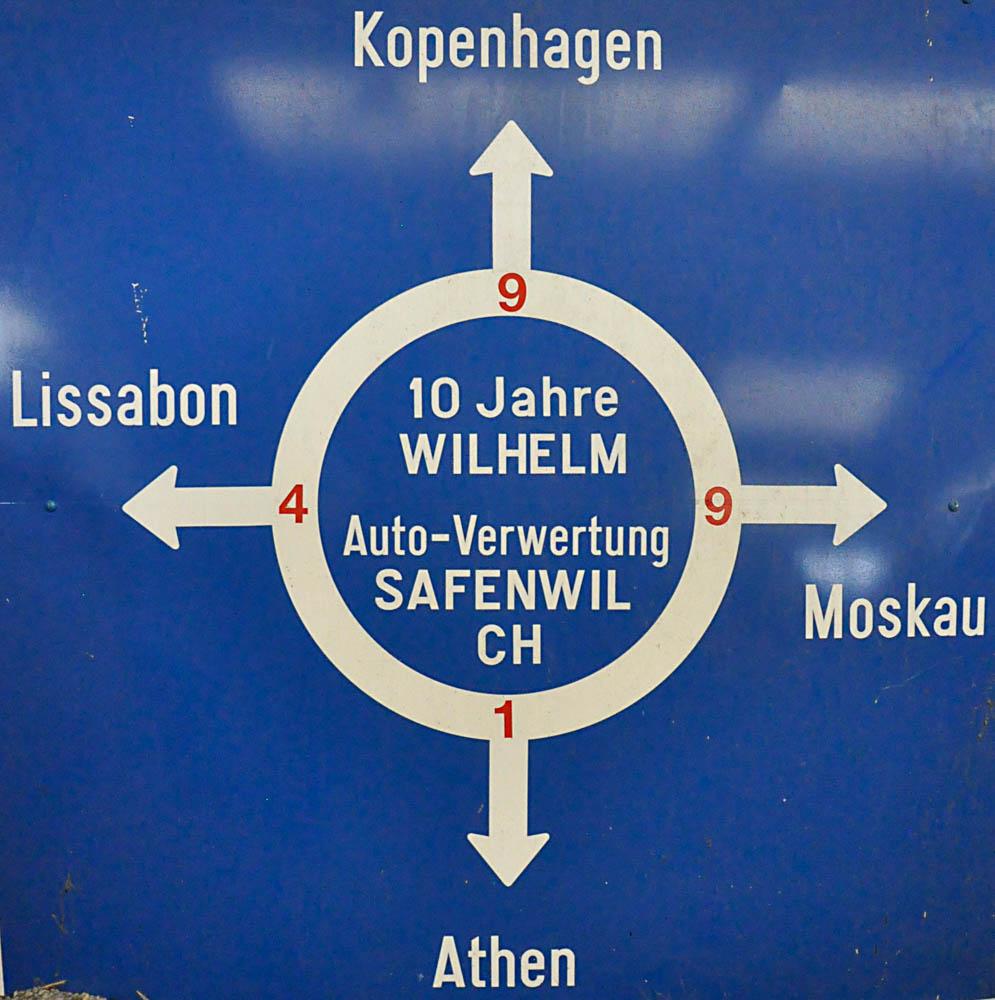 Kopenhagen
9
10 Jahre
Lissabon
WILHELM
4
9
Auto-Verwertung
SAFENWIL
Moskau
CH
1
Athen